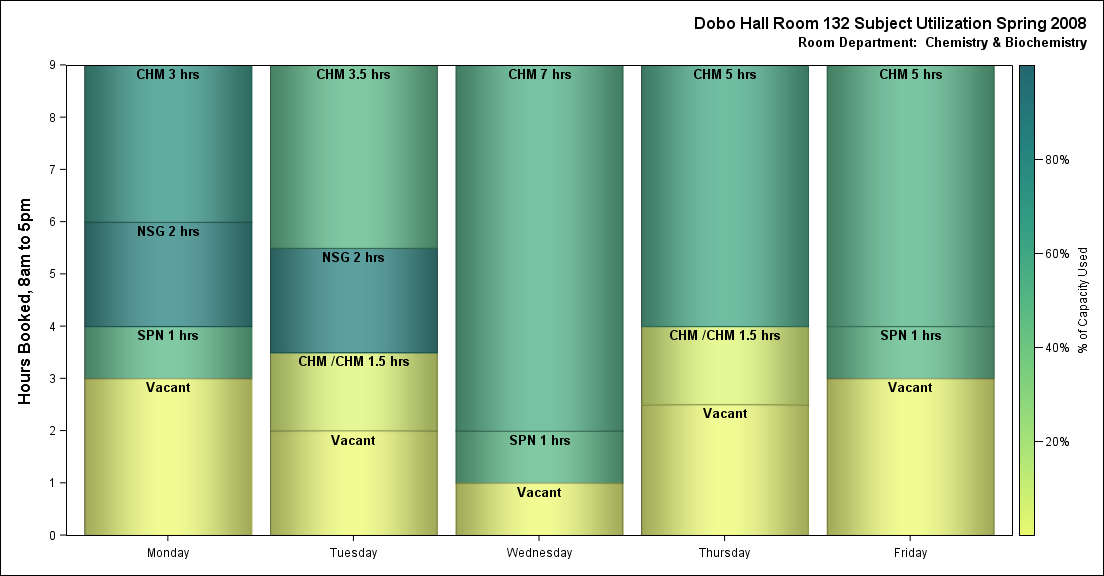 Dobo Hall Room 132 Subject Utilization Spring 2008
Room Department:  Chemistry & Biochemistry
Hours Booked, 8am to 5pm
9
8
7
6
5
4
3
2
1
0
CHM 3 hrs
NSG 2 hrs
SPN 1 hrs
Vacant
CHM 3.5 hrs
NSG 2 hrs
CHM /CHM 1.5 hrs
Vacant
CHM 7 hrs
SPN 1 hrs
Vacant
CHM 5 hrs
CHM /CHM 1.5 hrs
Vacant
CHM 5 hrs
SPN 1 hrs
Vacant
Monday
Tuesday
Wednesday
Thursday
Friday
80%
60%
40%
20%
% of Capacity Used